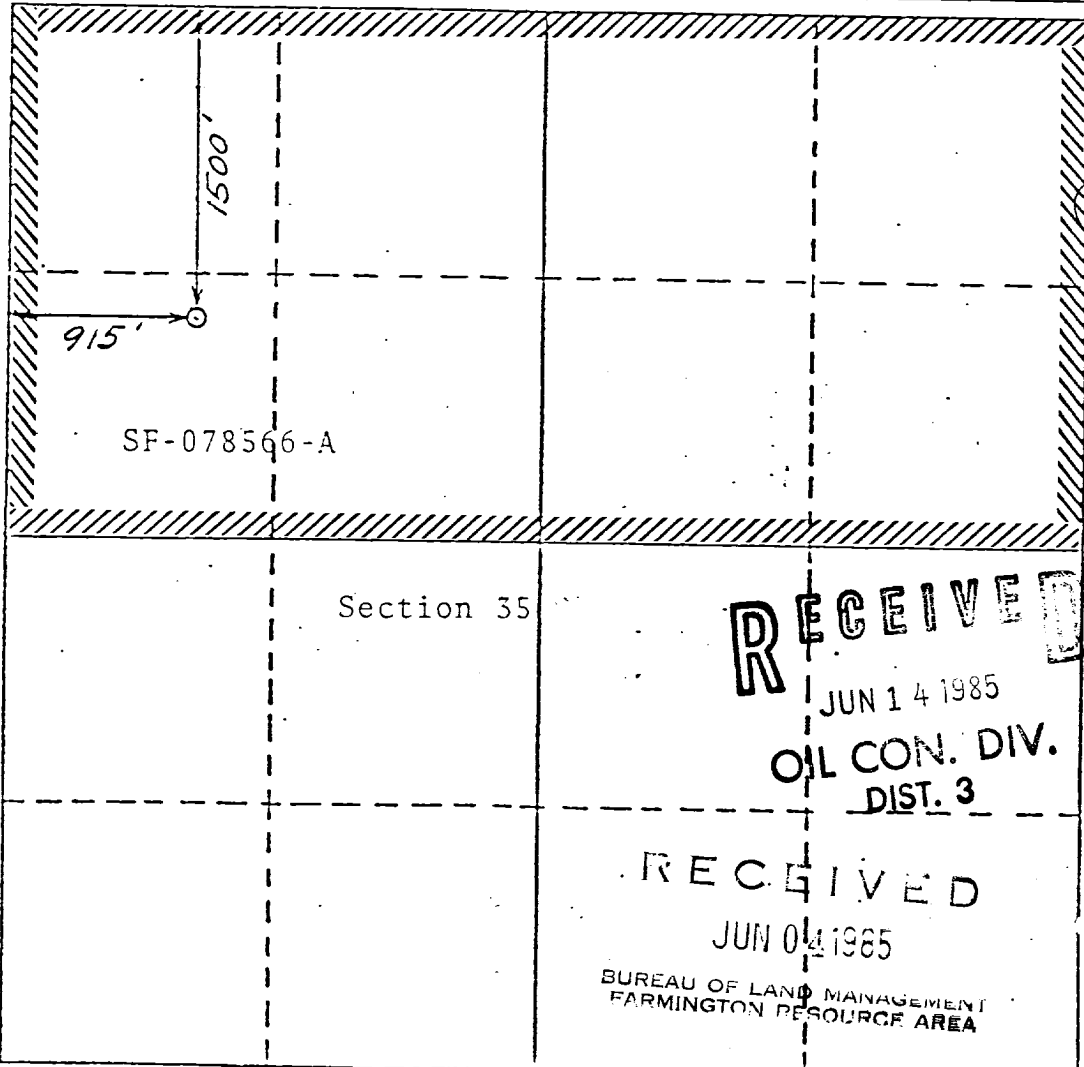 1500'
915'
SF-078566-A
Section 35
RECEIVED
JUN 14 1985
OIL CON. DIV.
DIST. 3
RECEIVED
JUN 04 1985
BUREAU OF LAND MANAGEMENT
FARMINGTON RESOURCE AREA